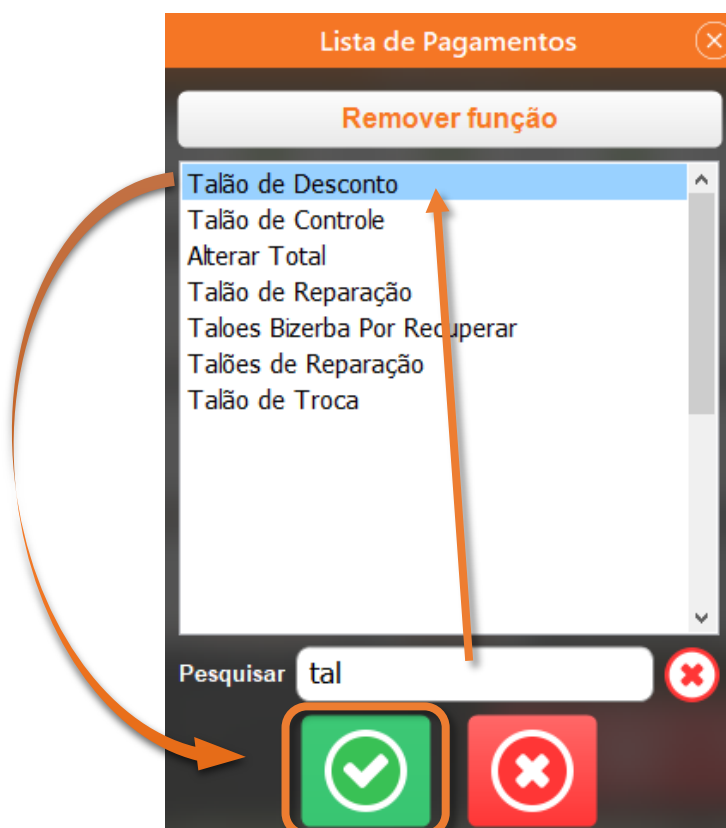 Lista de Pagamentos
Remover função
Talão de Desconto
Talão de Controle
Alterar Total
Talão de Reparação
Taloes Bizerba Por Recuperar
Talões de Reparação
Talão de Troca
Pesquisar tal